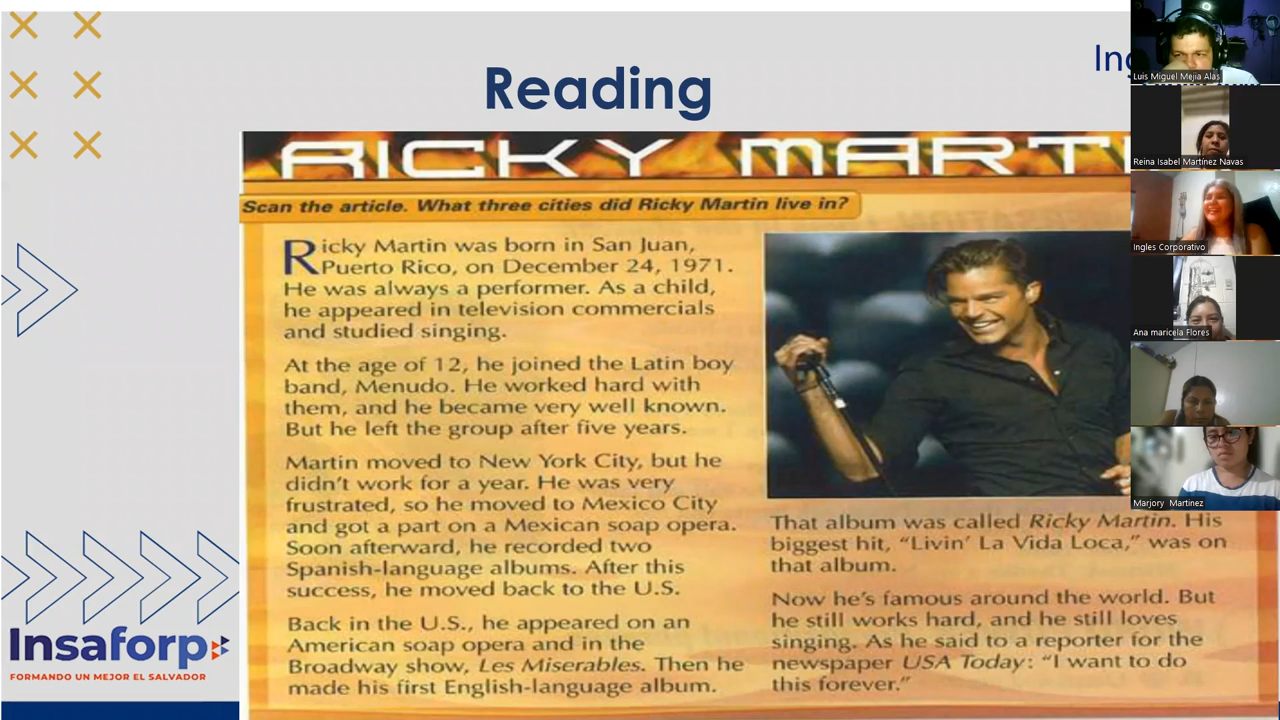 Reading
Ing
RICKY MARTI
Scan the article. What three cities did Ricky Martin live in?
Ricky Martin was born in San Juan,
Puerto Rico, on December 24, 1971.
He was always a performer. As a child,
he appeared in television commercials
and studied singing.
At the age of 12, he joined the Latin boy
band, Menudo. He worked hard with
them, and he became very well known.
But he left the group after five years.
Martin moved to New York City, but he
didn't work for a year. He was very
frustrated, so he moved to Mexico City
and got a part on a Mexican soap opera.
Soon afterward, he recorded two
Spanish-language albums. After this
success, he moved back to the U.S.
Back in the U.S., he appeared on an
American soap opera and in the
Broadway show, Les Miserables. Then he
made his first English-language album.
That album was called Ricky Martin. His
biggest hit, “Livin’ La Vida Loca,” was on
that album.
Now he’s famous around the world. But
he still works hard, and he still loves
singing. As he said to a reporter for the
newspaper USA Today: “I want to do
this forever.”
Insaforp
FORMANDO UN MEJOR EL SALVADOR
Luis Miguel Mejia Alas
Reina Isabel Martinez Navas
Ingles Corporativo
Ana maricela Flores
Marjory Martinez